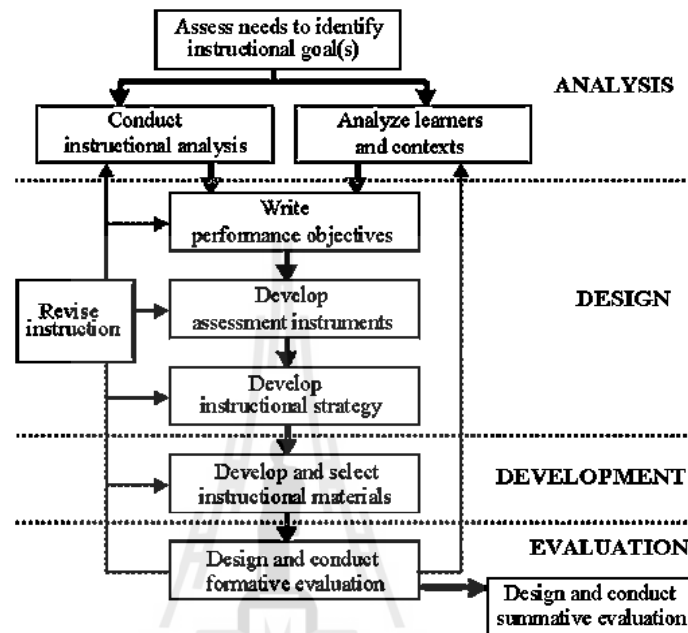 Assess needs to identify
instructional goal(s)
ANALYSIS
Conduct
instructional analysis
Analyze learners
and contexts
Write
performance objectives
Revise
instruction
Develop
assessment instruments
DESIGN
Develop
instructional strategy
Develop and select
instructional materials
DEVELOPMENT
EVALUATION
Design and conduct
formative evaluation
Design and conduct
summative evaluation